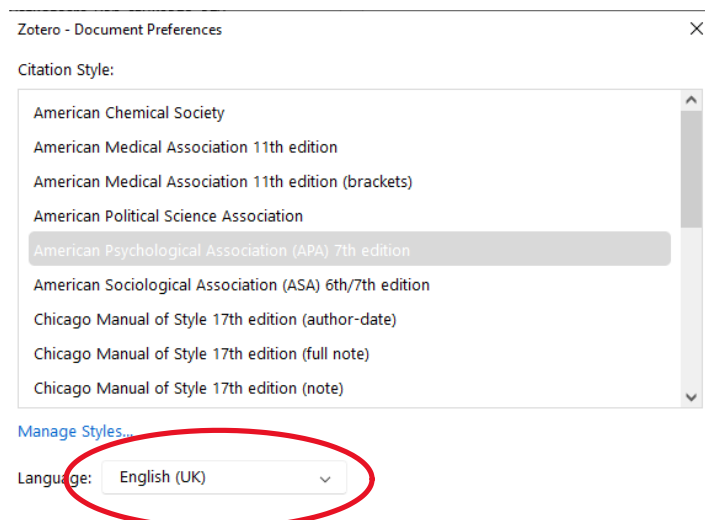 Zotero - Document Preferences
Citation Style:
American Chemical Society
American Medical Association 11th edition
American Medical Association 11th edition (brackets)
American Political Science Association
American Psychological Association (APA) 7th edition
American Sociological Association (ASA) 6th/7th edition
Chicago Manual of Style 17th edition (author-date)
Chicago Manual of Style 17th edition (full note)
Chicago Manual of Style 17th edition (note)
Manage Styles...
Language: English (UK)